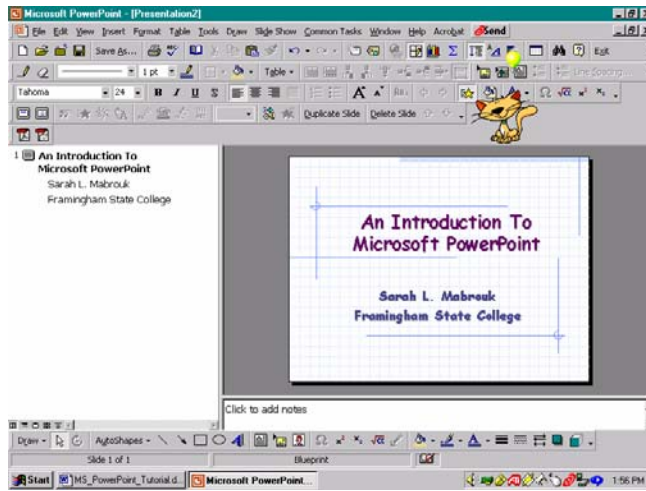 Microsoft PowerPoint - [Presentation2]
File Edit View Insert Format Table Tools Draw Slide Show Common Tasks Window Help Acrobat Send
Save As... Exit
1 pt Table Line Spacing...
Tahoma 24 B I U S A A
Duplicate Slide Delete Slide
1 An Introduction To
Microsoft PowerPoint
Sarah L. Mabrouk
Framingham State College
An Introduction To
Microsoft PowerPoint
Sarah L. Mabrouk
Framingham State College
Click to add notes
Draw AutoShapes
Slide 1 of 1 Blueprint
Start MS_PowerPoint_Tutorial.d... Microsoft PowerPoint... 1:56 PM